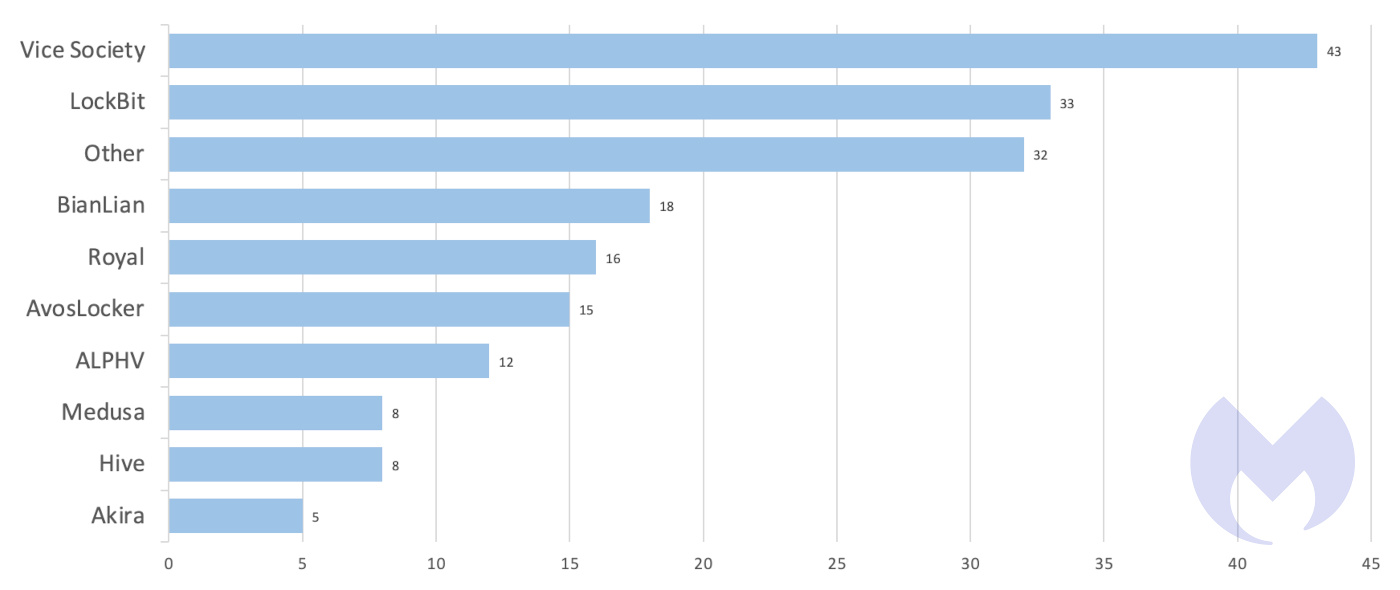 Vice Society 43
LockBit 33
Other 32
BianLian 18
Royal 16
AvosLocker 15
ALPHV 12
Medusa 8
Hive 8
Akira 5
0 5 10 15 20 25 30 35 40 45